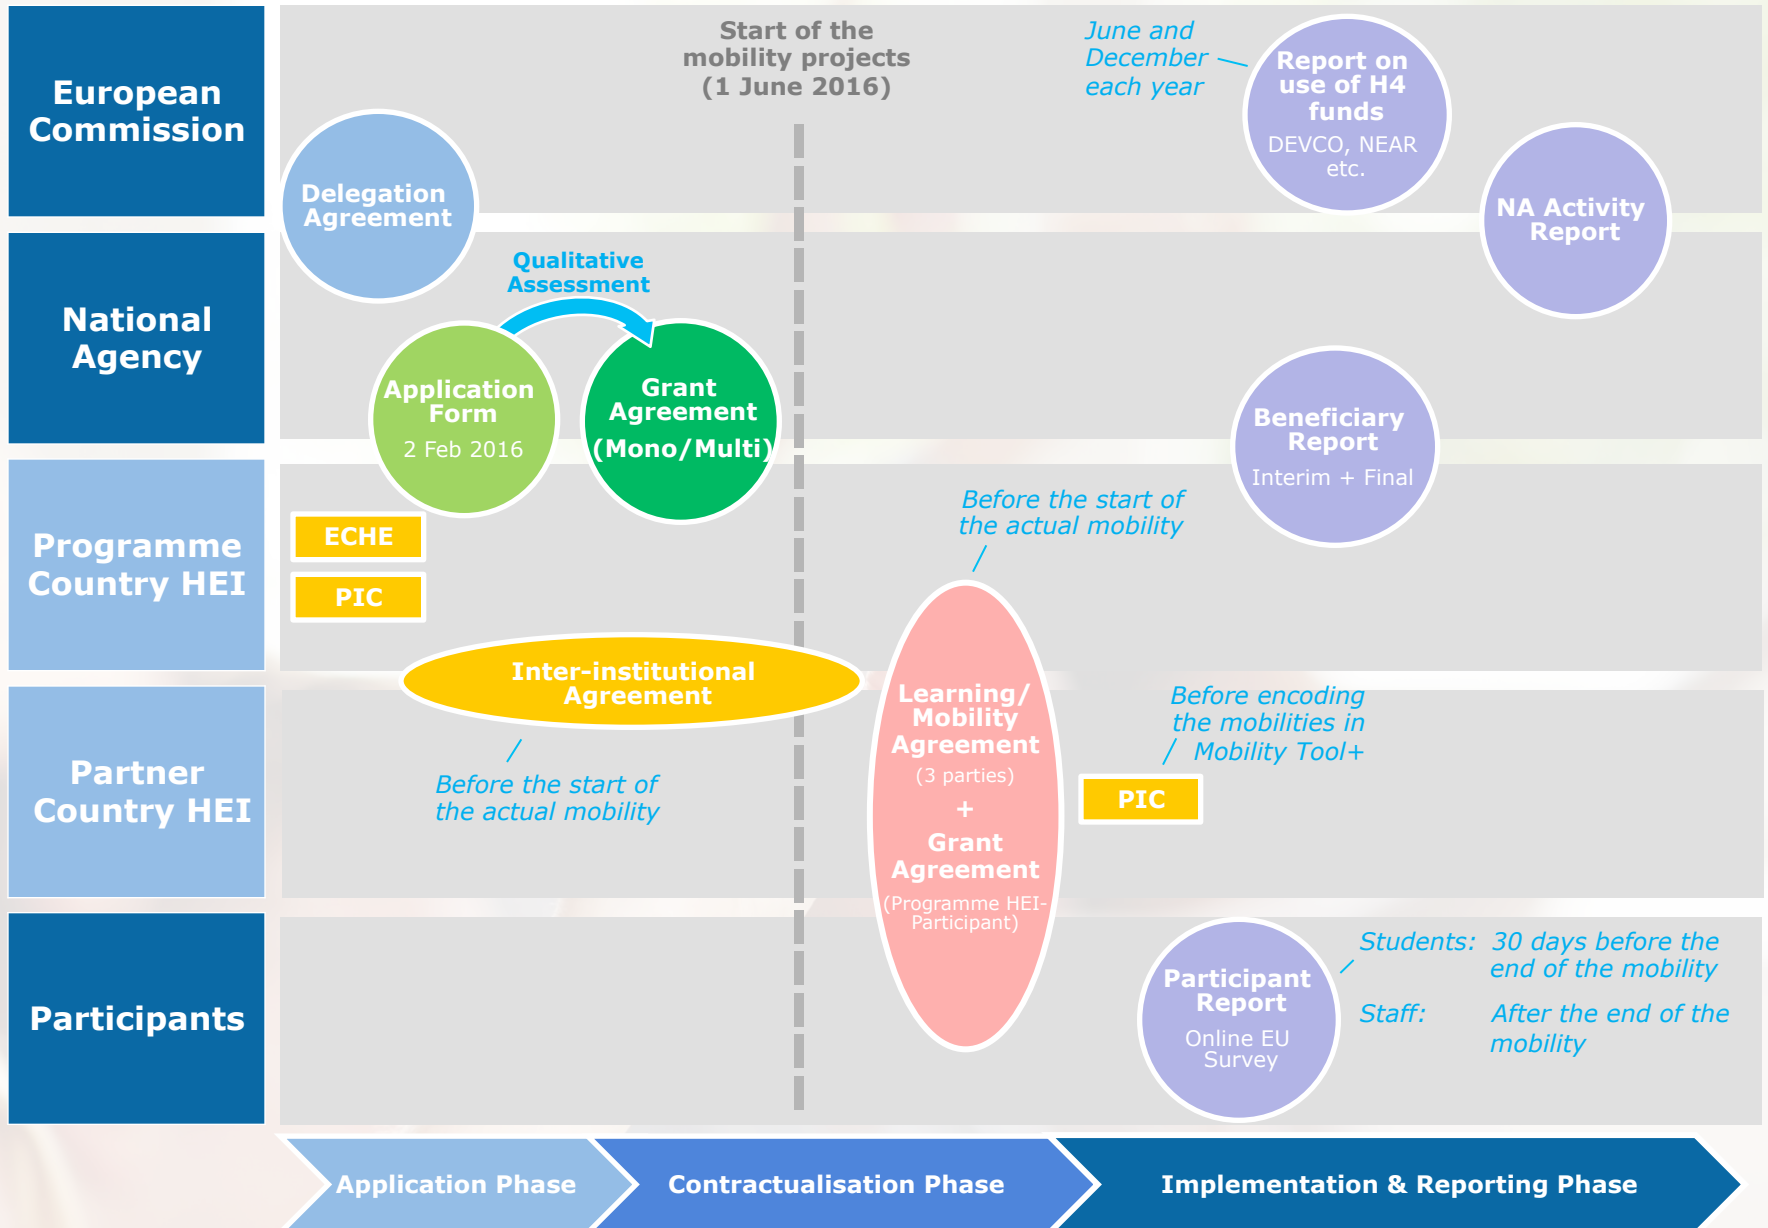 European
Commission
Start of the
mobility projects
(1 June 2016)
June and
December
each year
Report on
use of H4
funds
DEVCO, NEAR
etc.
Delegation
Agreement
NA Activity
Report
National
Agency
Qualitative
Assessment
Application
Form
2 Feb 2016
Grant
Agreement
(Mono/Multi)
Beneficiary
Report
Interim + Final
Programme
Country HEI
ECHE
PIC
Before the start of
the actual mobility
Inter-institutional
Agreement
Partner
Country HEI
Before the start of
the actual mobility
Learning/
Mobility
Agreement
(3 parties)
+
Grant
Agreement
(Programme HEI-
Participant)
Before encoding
the mobilities in
Mobility Tool+
PIC
Participants
Participant
Report
Online EU
Survey
Students: 30 days before the
end of the mobility
Staff: After the end of the
mobility
Application Phase
Contractualisation Phase
Implementation & Reporting Phase